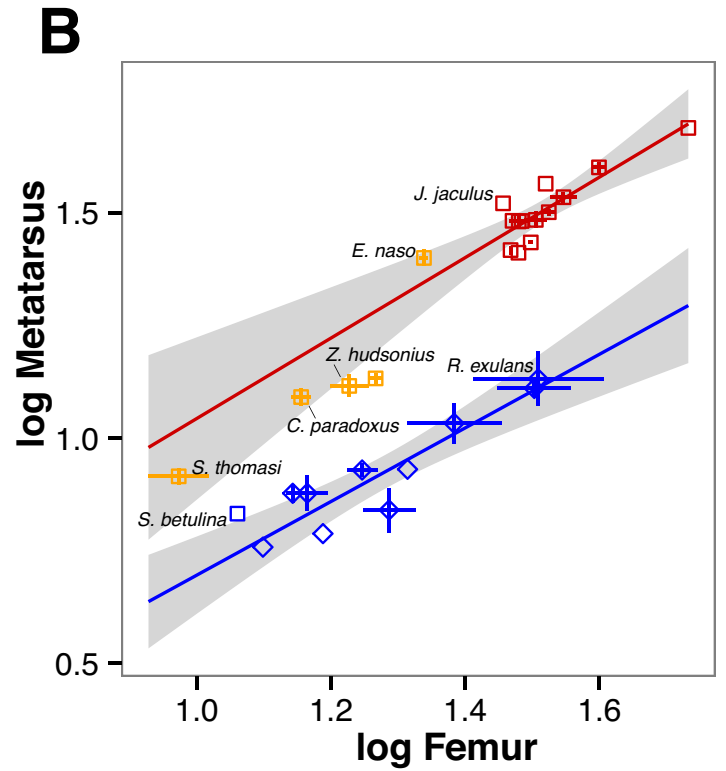 B
log Metatarsus
1.5
1.0
0.5
J. jaculus
E. naso
Z. hudsonius
R. exulans
C. paradoxus
S. thomasi
S. betulina
1.0 1.2 1.4 1.6
log Femur